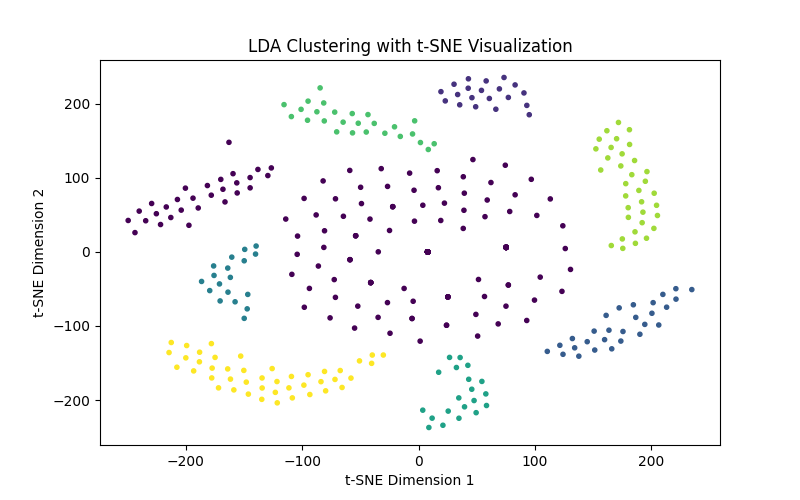 LDA Clustering with t-SNE Visualization
t-SNE Dimension 2
200
100
0
−100
−200
−200 −100 0 100 200
t-SNE Dimension 1